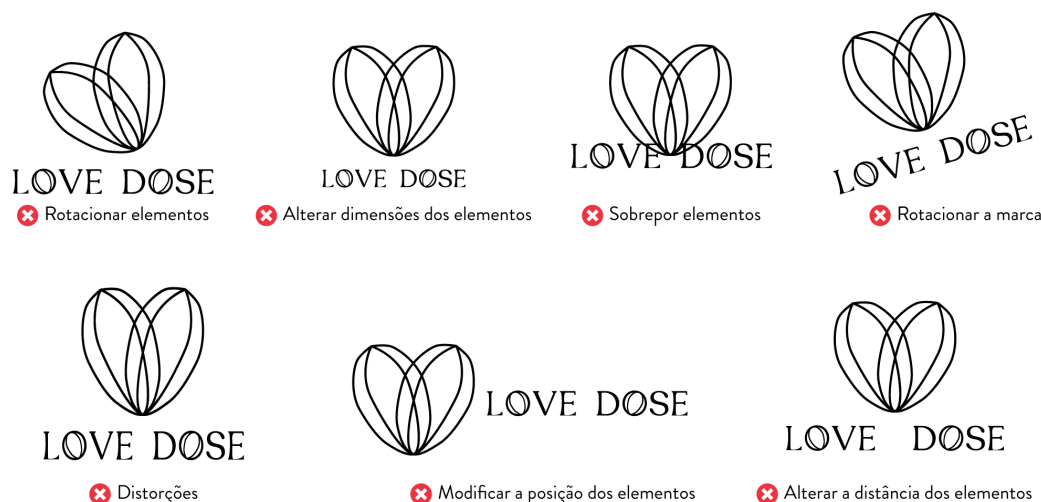 LOVE DOSE
Rotacionar elementos
LOVE DOSE
Alterar dimensões dos elementos
LOVE DOSE
Sobrepor elementos
LOVE DOSE
Rotacionar a marca
LOVE DOSE
Distorções
LOVE DOSE
Modificar a posição dos elementos
LOVE DOSE
Alterar a distância dos elementos